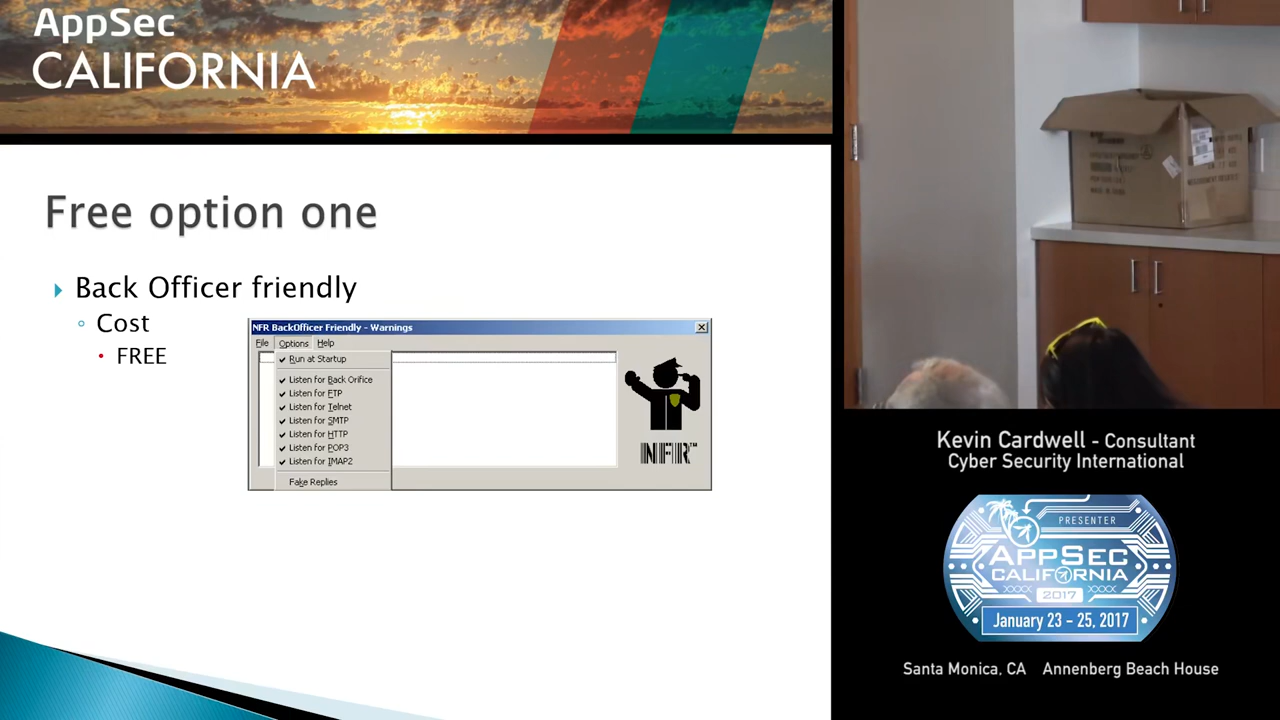 AppSec
CALIFORNIA
Free option one
Back Officer friendly
Cost
FREE
NFR BackOfficer Friendly - Warnings
File Options Help
Run at Startup
Listen for Back Orifice
Listen for FTP
Listen for Telnet
Listen for SMTP
Listen for HTTP
Listen for POP3
Listen for IMAP2
Fake Replies
NFR™
Kevin Cardwell - Consultant
Cyber Security International
PRESENTER
APPSEC
CALIFORNIA
2017
January 23 - 25, 2017
Santa Monica, CA Annenberg Beach House